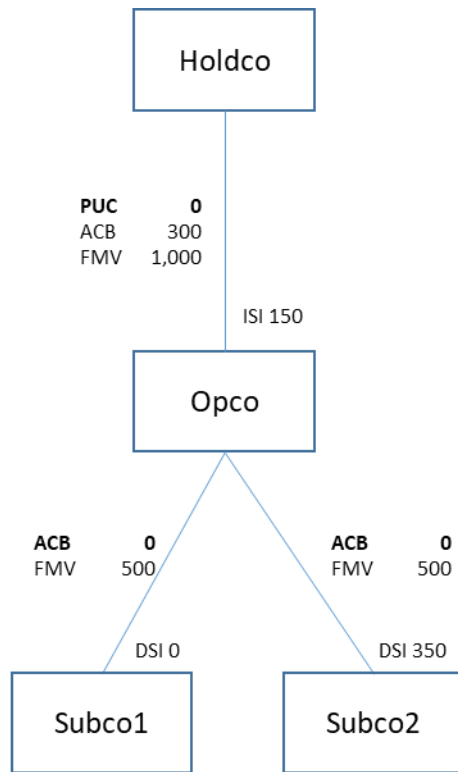 Holdco
PUC 0
ACB 300
FMV 1,000
ISI 150
Opco
ACB 0
FMV 500
ACB 0
FMV 500
DSI 0
DSI 350
Subco1
Subco2